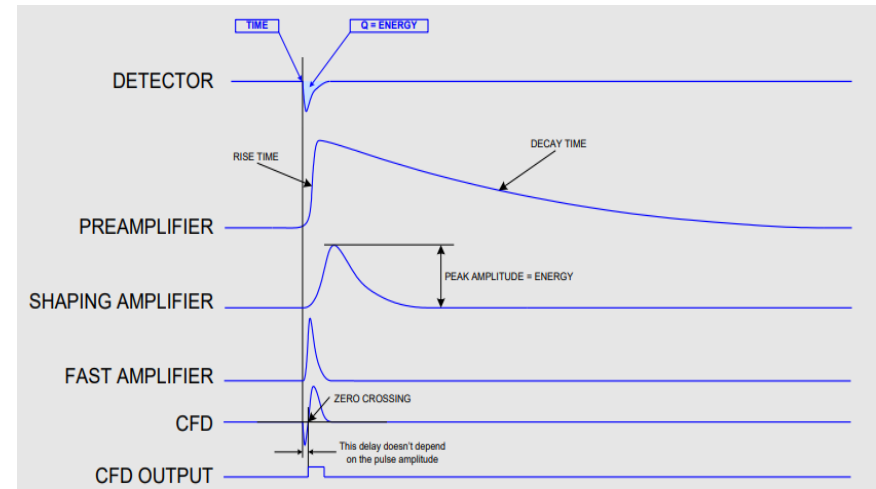 TIME
Q = ENERGY
DETECTOR
RISE TIME
DECAY TIME
PREAMPLIFIER
PEAK AMPLITUDE = ENERGY
SHAPING AMPLIFIER
FAST AMPLIFIER
ZERO CROSSING
CFD
This delay doesn't depend
on the pulse amplitude
CFD OUTPUT